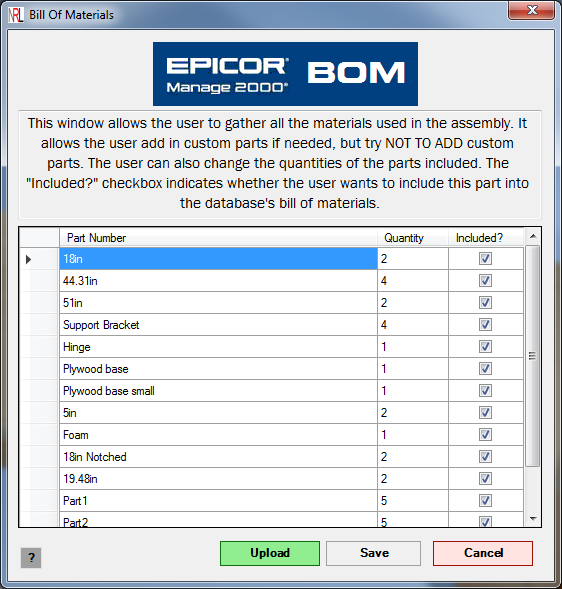 NRL Bill Of Materials
EPICOR® BOM
Manage 2000®
This window allows the user to gather all the materials used in the assembly. It
allows the user add in custom parts if needed, but try NOT TO ADD custom
parts. The user can also change the quantities of the parts included. The
"Included?" checkbox indicates whether the user wants to include this part into
the database's bill of materials.
Part Number Quantity Included?
18in 2
44.31in 4
51in 2
Support Bracket 4
Hinge 1
Plywood base 1
Plywood base small 1
5in 2
Foam 1
18in Notched 2
19.48in 2
Part1 5
Part2 5
? Upload Save Cancel